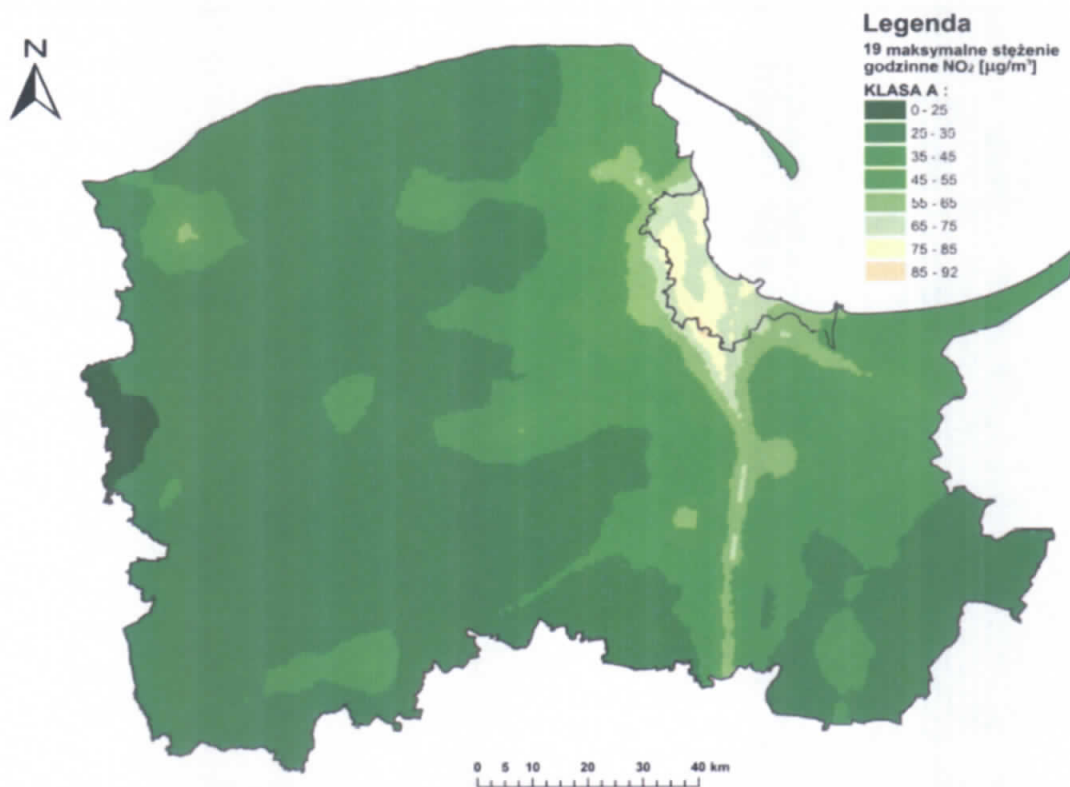 N
Legenda
19 maksymalne stężenie
godzinne NO₂ [µg/m³]
KLASA A :
0 - 25
25 - 35
35 - 45
45 - 55
55 - 65
65 - 75
75 - 85
85 - 92
0 5 10 20 30 40 km